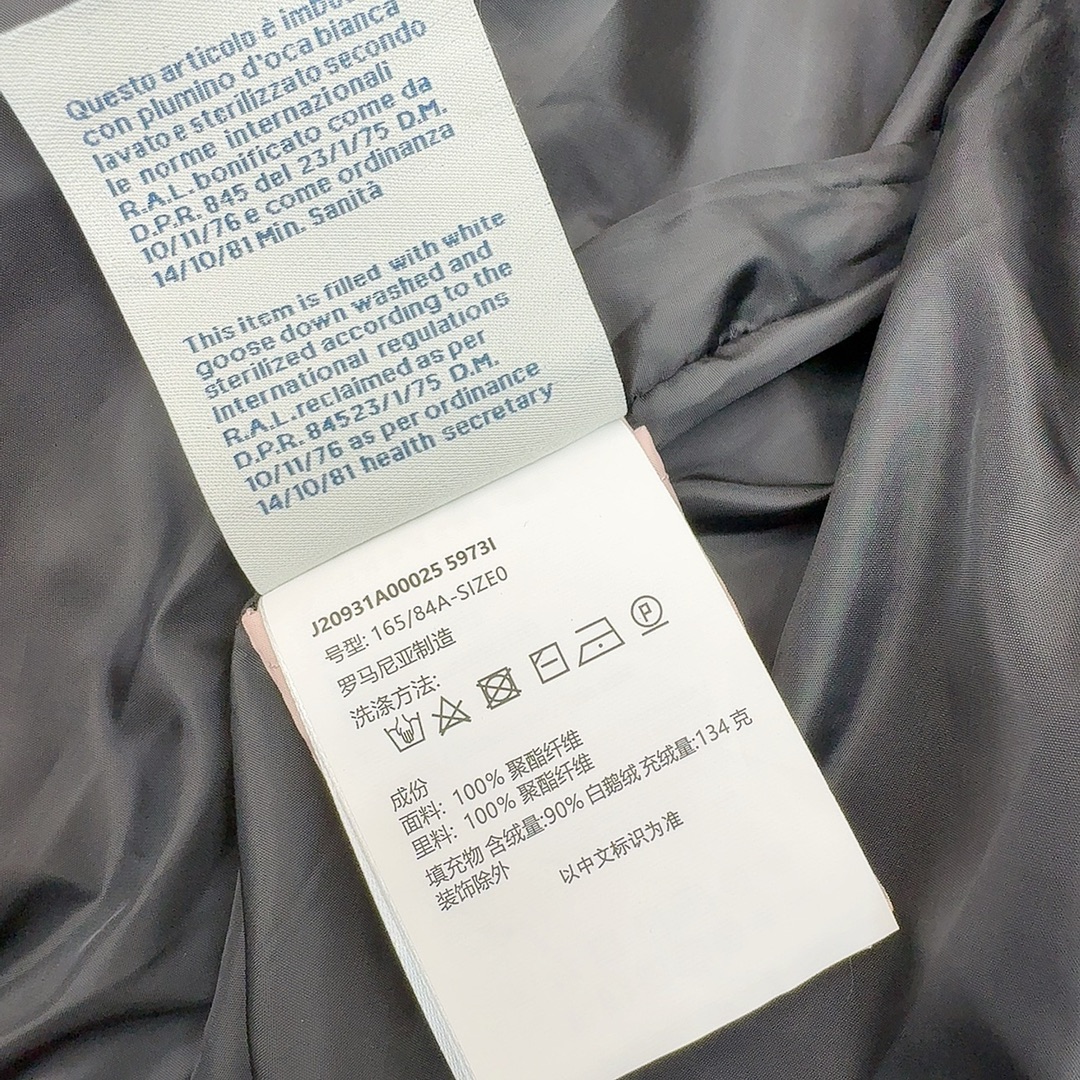 Questo articolo è imbo
con piumino d'oca bianca
lavato e sterilizzato secondo
le norme internazionali
R.A.L. bonificato come da
D.P.R. 845 del 23/1/75 D.M.
10/11/76 e come ordinanza
14/10/81 Min. Sanità
This item is filled with white
goose down washed and
sterilized according to the
International regulations
R.A.L. reclaimed as per
D.P.R. 84523/1/75 D.M.
10/11/76 as per ordinance
14/10/81 health secretary
J20931A00025 5973I
号型: 165/84A-SIZE0
罗马尼亚制造
洗涤方法:
P
成份
面料: 100% 聚酯纤维
里料: 100% 聚酯纤维
填充物 含绒量:90% 白鹅绒 充绒量:134 克
装饰除外 以中文标识为准